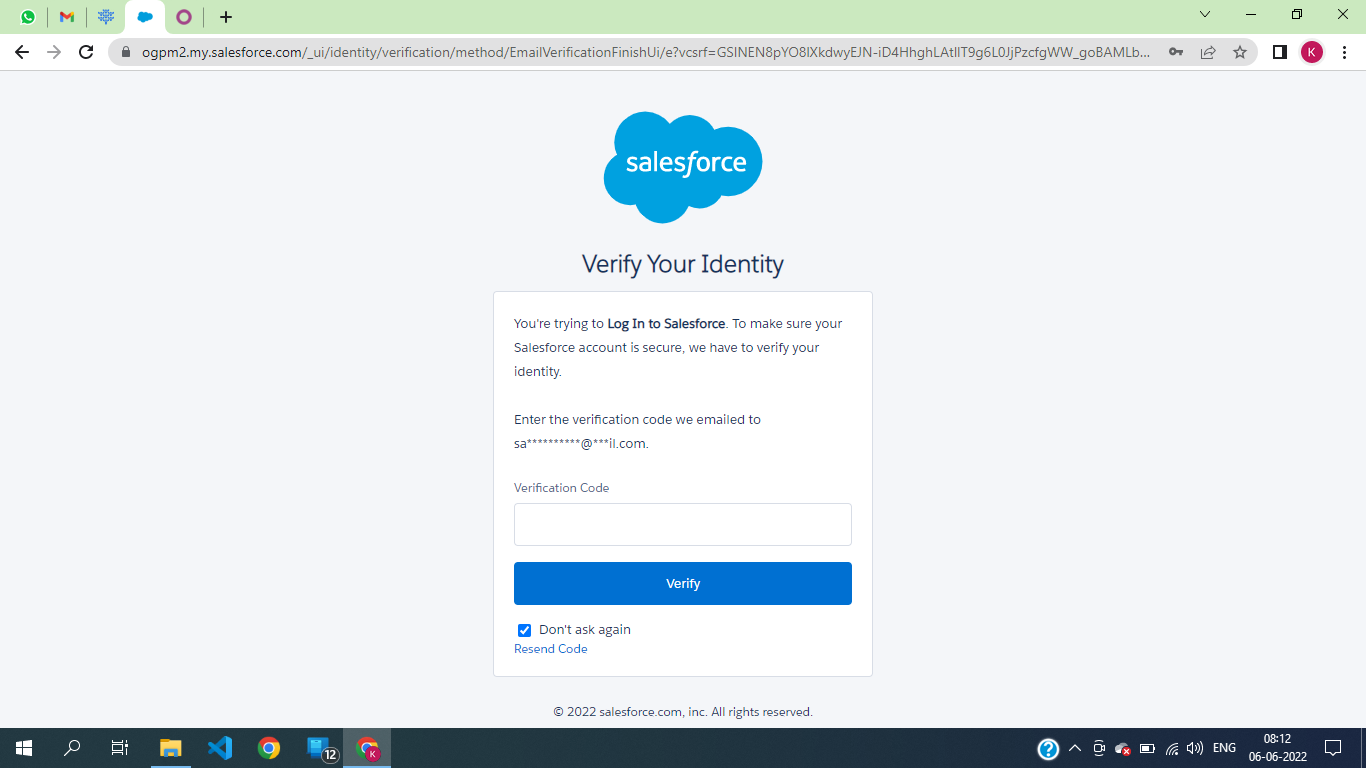 ogpm2.my.salesforce.com/_ui/identity/verification/method/EmailVerificationFinishUi/e?vcsrf=GSINEN8pYO8lXkdwyEJN-iD4HhghLAtIlT9g6L0JjPzcfgWW_goBAMLb...
K
salesforce
Verify Your Identity
You're trying to Log In to Salesforce. To make sure your
Salesforce account is secure, we have to verify your
identity.
Enter the verification code we emailed to
sa**********@***il.com.
Verification Code
Verify
Don't ask again
Resend Code
© 2022 salesforce.com, inc. All rights reserved.
12
K
ENG
08:12
06-06-2022